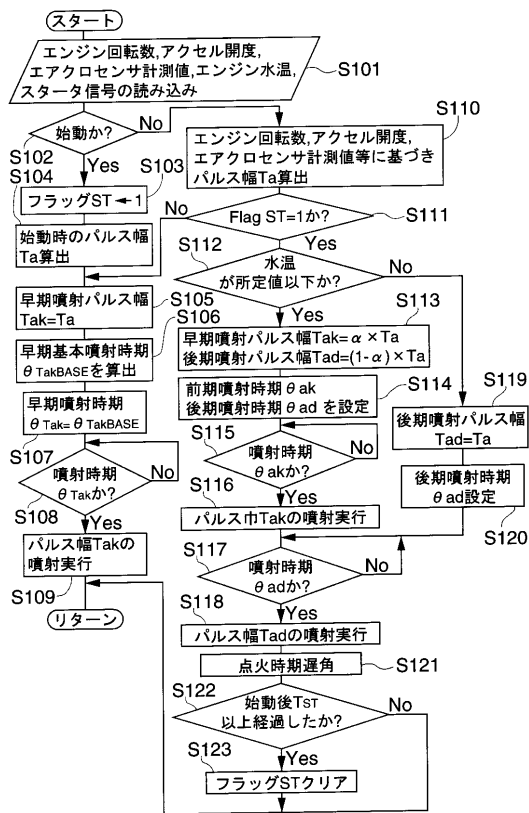 スタート
エンジン回転数,アクセル開度,
エアクロセンサ計測値,エンジン水温,
スタータ信号の読み込み
S101
始動か?
No
S102
Yes
S103
フラッグST←1
S104
始動時のパルス幅
Ta算出
早期噴射パルス幅
Tak=Ta
S105
早期基本噴射時期
θTakBASEを算出
S106
早期噴射時期
θTak=θTakBASE
S107
噴射時期
θTakか?
No
S108
Yes
パルス幅Takの
噴射実行
S109
リターン
S110
エンジン回転数,アクセル開度,
エアクロセンサ計測値等に基づき
パルス幅Ta算出
Flag ST=1か?
No
S111
Yes
S112
水温
が所定値以下か?
No
Yes
S113
早期噴射パルス幅Tak=α×Ta
後期噴射パルス幅Tad=(1-α)×Ta
前期噴射時期θak
後期噴射時期θadを設定
S114
S115
噴射時期
θakか?
No
Yes
S116
パルス巾Takの噴射実行
S119
後期噴射パルス幅
Tad=Ta
後期噴射時期
θad設定
S120
S117
噴射時期
θadか?
No
Yes
S118
パルス幅Tadの噴射実行
点火時期遅角
S121
S122
始動後TST
以上経過したか?
No
Yes
S123
フラッグSTクリア